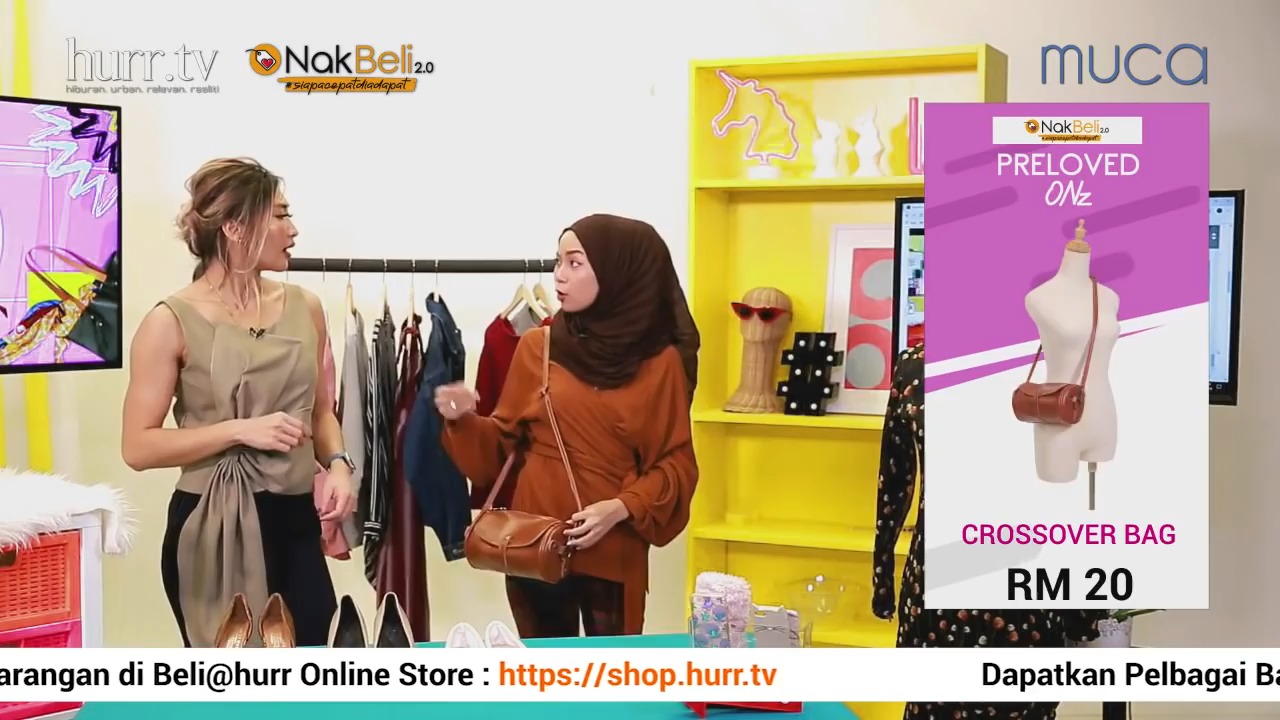 hurr.tv
hiburan. urban. relevan. realiti
NakBeli 2.0
#siapacepatdiadapat
muca
NakBeli 2.0
#siapacepatdiadapat
PRELOVED
ONz
CROSSOVER BAG
RM 20
arangan di Beli@hurr Online Store : https://shop.hurr.tv
Dapatkan Pelbagai Ba